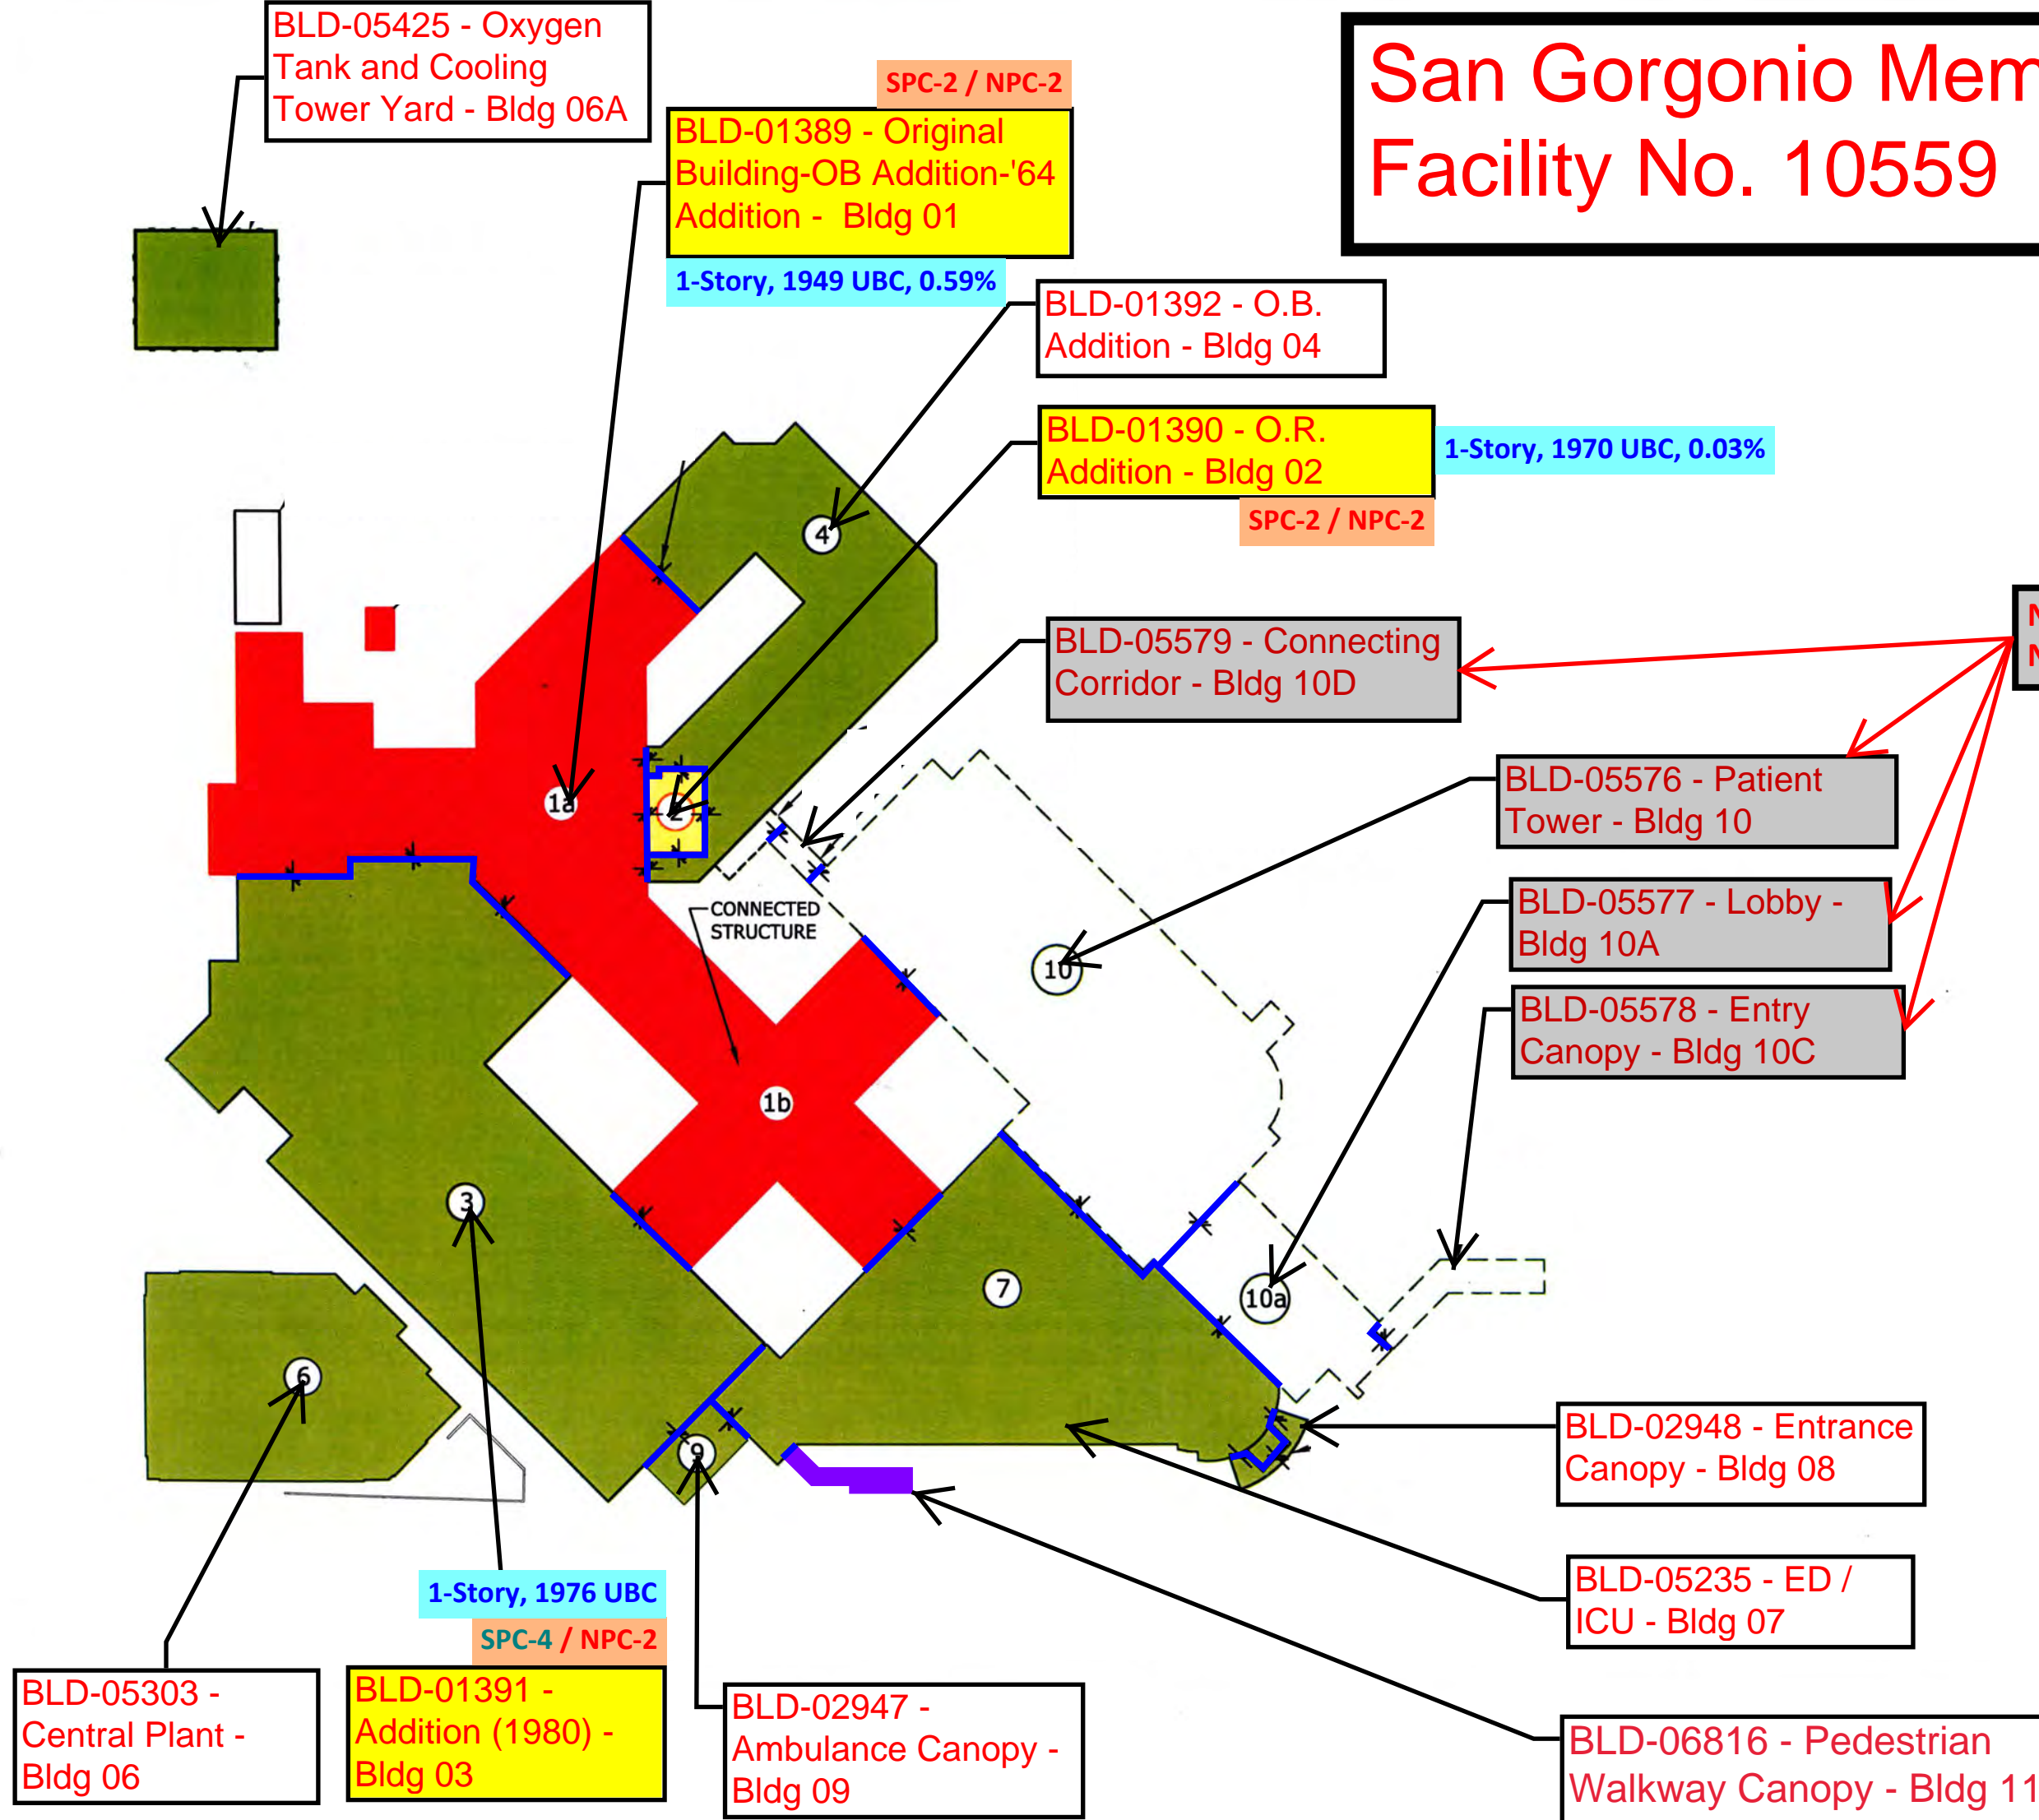 BLD-05425 - Oxygen
Tank and Cooling
Tower Yard - Bldg 06A
San Gorgonio Mem
Facility No. 10559
SPC-2 / NPC-2
BLD-01389 - Original
Building-OB Addition-'64
Addition -  Bldg 01
1-Story, 1949 UBC, 0.59%
BLD-01392 - O.B.
Addition - Bldg 04
BLD-01390 - O.R.
Addition - Bldg 02
1-Story, 1970 UBC, 0.03%
SPC-2 / NPC-2
4
BLD-05579 - Connecting
Corridor - Bldg 10D
N
N
BLD-05576 - Patient
Tower - Bldg 10
1a
2
CONNECTED
STRUCTURE
BLD-05577 - Lobby -
Bldg 10A
10
BLD-05578 - Entry
Canopy - Bldg 10C
1b
3
7
10a
6
9
BLD-02948 - Entrance
Canopy - Bldg 08
1-Story, 1976 UBC
SPC-4 / NPC-2
BLD-05235 - ED /
ICU - Bldg 07
BLD-05303 -
Central Plant -
Bldg 06
BLD-01391 -
Addition (1980) -
Bldg 03
BLD-02947 -
Ambulance Canopy -
Bldg 09
BLD-06816 - Pedestrian
Walkway Canopy - Bldg 11